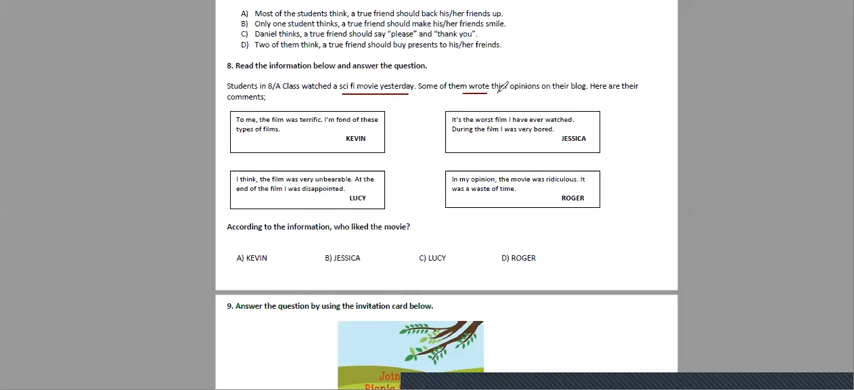 A) Most of the students think, a true friend should back his/her friends up.
B) Only one student thinks, a true friend should make his/her friends smile.
C) Daniel thinks, a true friend should say "please" and "thank you".
D) Two of them think, a true friend should buy presents to his/her freinds.
8. Read the information below and answer the question.
Students in 8/A Class watched a sci fi movie yesterday. Some of them wrote opinions on their blog. Here are their
comments;
To me, the film was terrific. I'm fond of these
types of films.
KEVIN
It's the worst film I have ever watched.
During the film I was very bored.
JESSICA
I think, the film was very unbearable. At the
end of the film I was disappointed.
LUCY
In my opinion, the movie was ridiculous. It
was a waste of time.
ROGER
According to the information, who liked the movie?
A) KEVIN B) JESSICA C) LUCY D) ROGER
9. Answer the question by using the invitation card below.
Join
Picnic